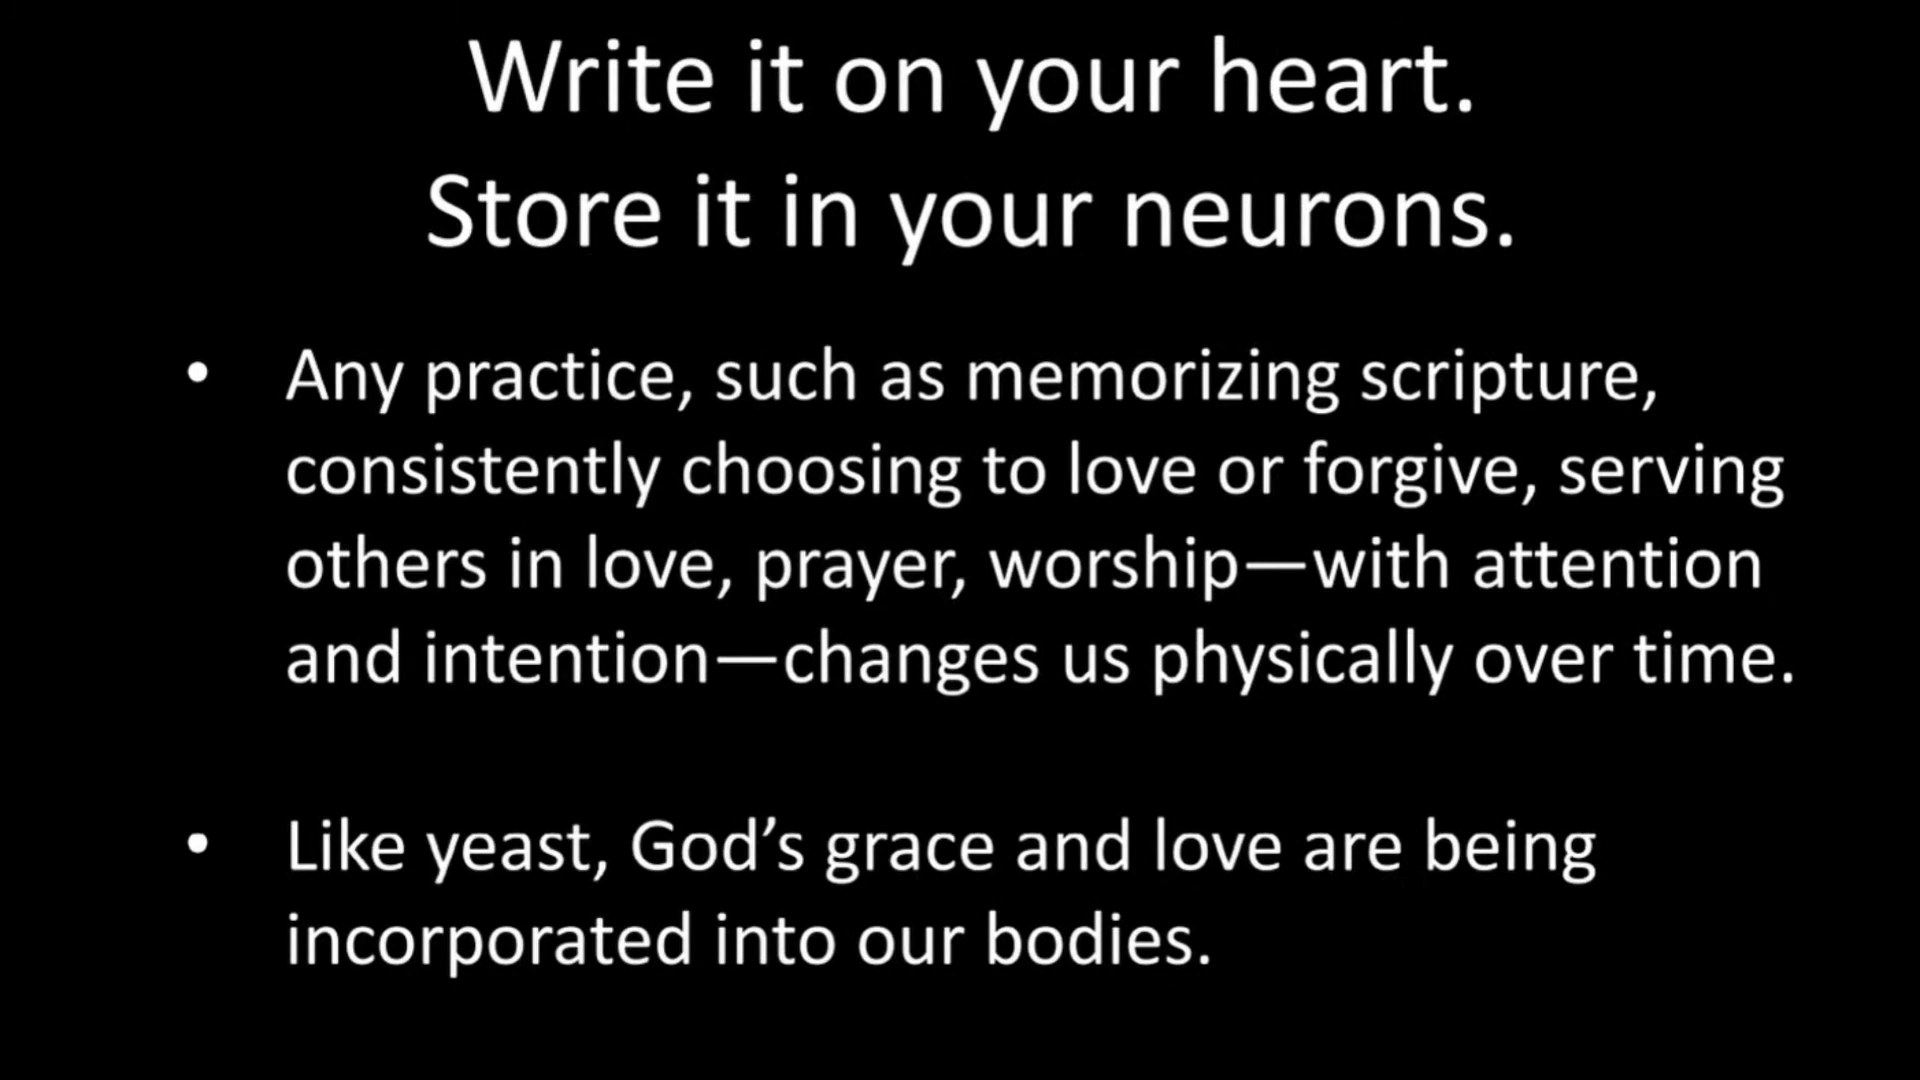 Write it on your heart.
Store it in your neurons.
• Any practice, such as memorizing scripture,
consistently choosing to love or forgive, serving
others in love, prayer, worship—with attention
and intention—changes us physically over time.
• Like yeast, God’s grace and love are being
incorporated into our bodies.